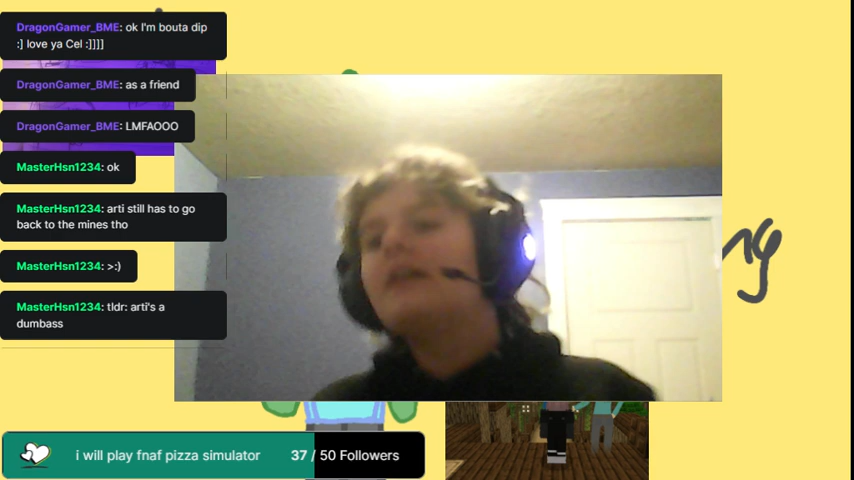 DragonGamer_BME: ok I'm bouta dip
:] love ya Cel :]]]]
DragonGamer_BME: as a friend
DragonGamer_BME: LMFAOOO
MasterHsn1234: ok
MasterHsn1234: arti still has to go
back to the mines tho
MasterHsn1234: >:)
MasterHsn1234: tldr: arti's a
dumbass
i will play fnaf pizza simulator 37 / 50 Followers